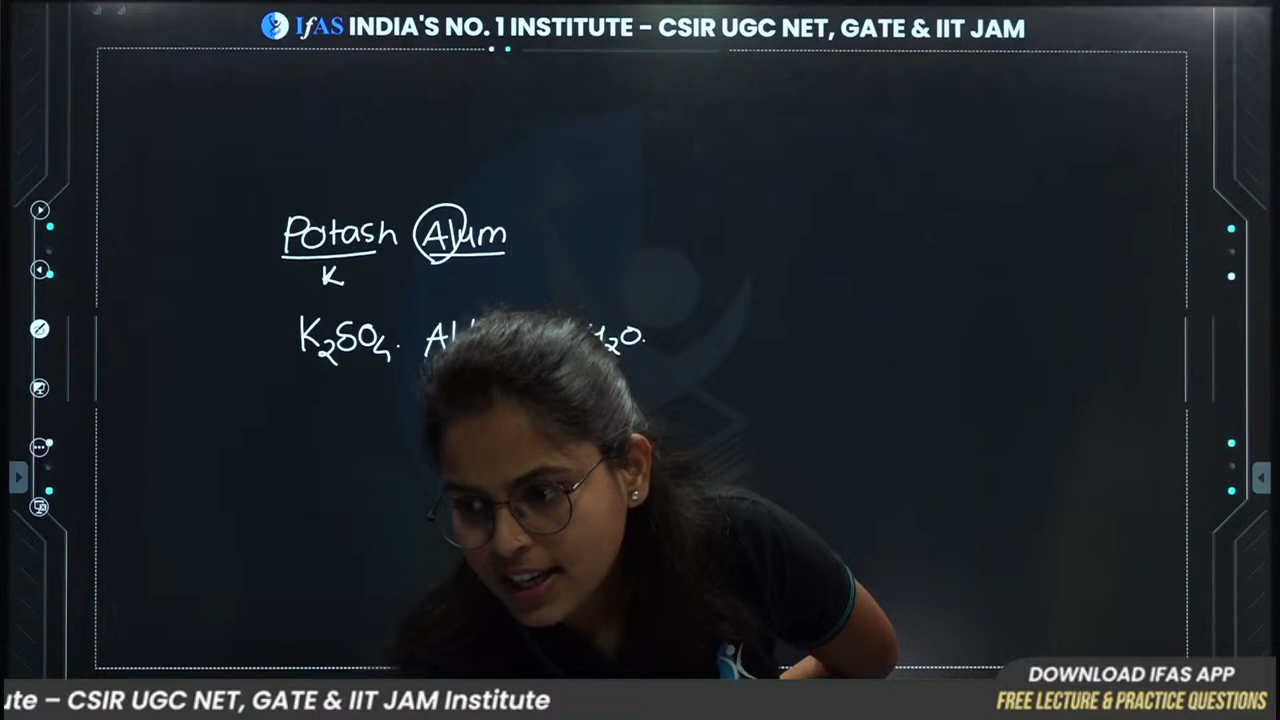 IfAS INDIA'S NO. 1 INSTITUTE – CSIR UGC NET, GATE & IIT JAM
Potash Alum
K
K₂SO₄. Al H₂O.
ute – CSIR UGC NET, GATE & IIT JAM Institute
DOWNLOAD IFAS APP
FREE LECTURE & PRACTICE QUESTIONS